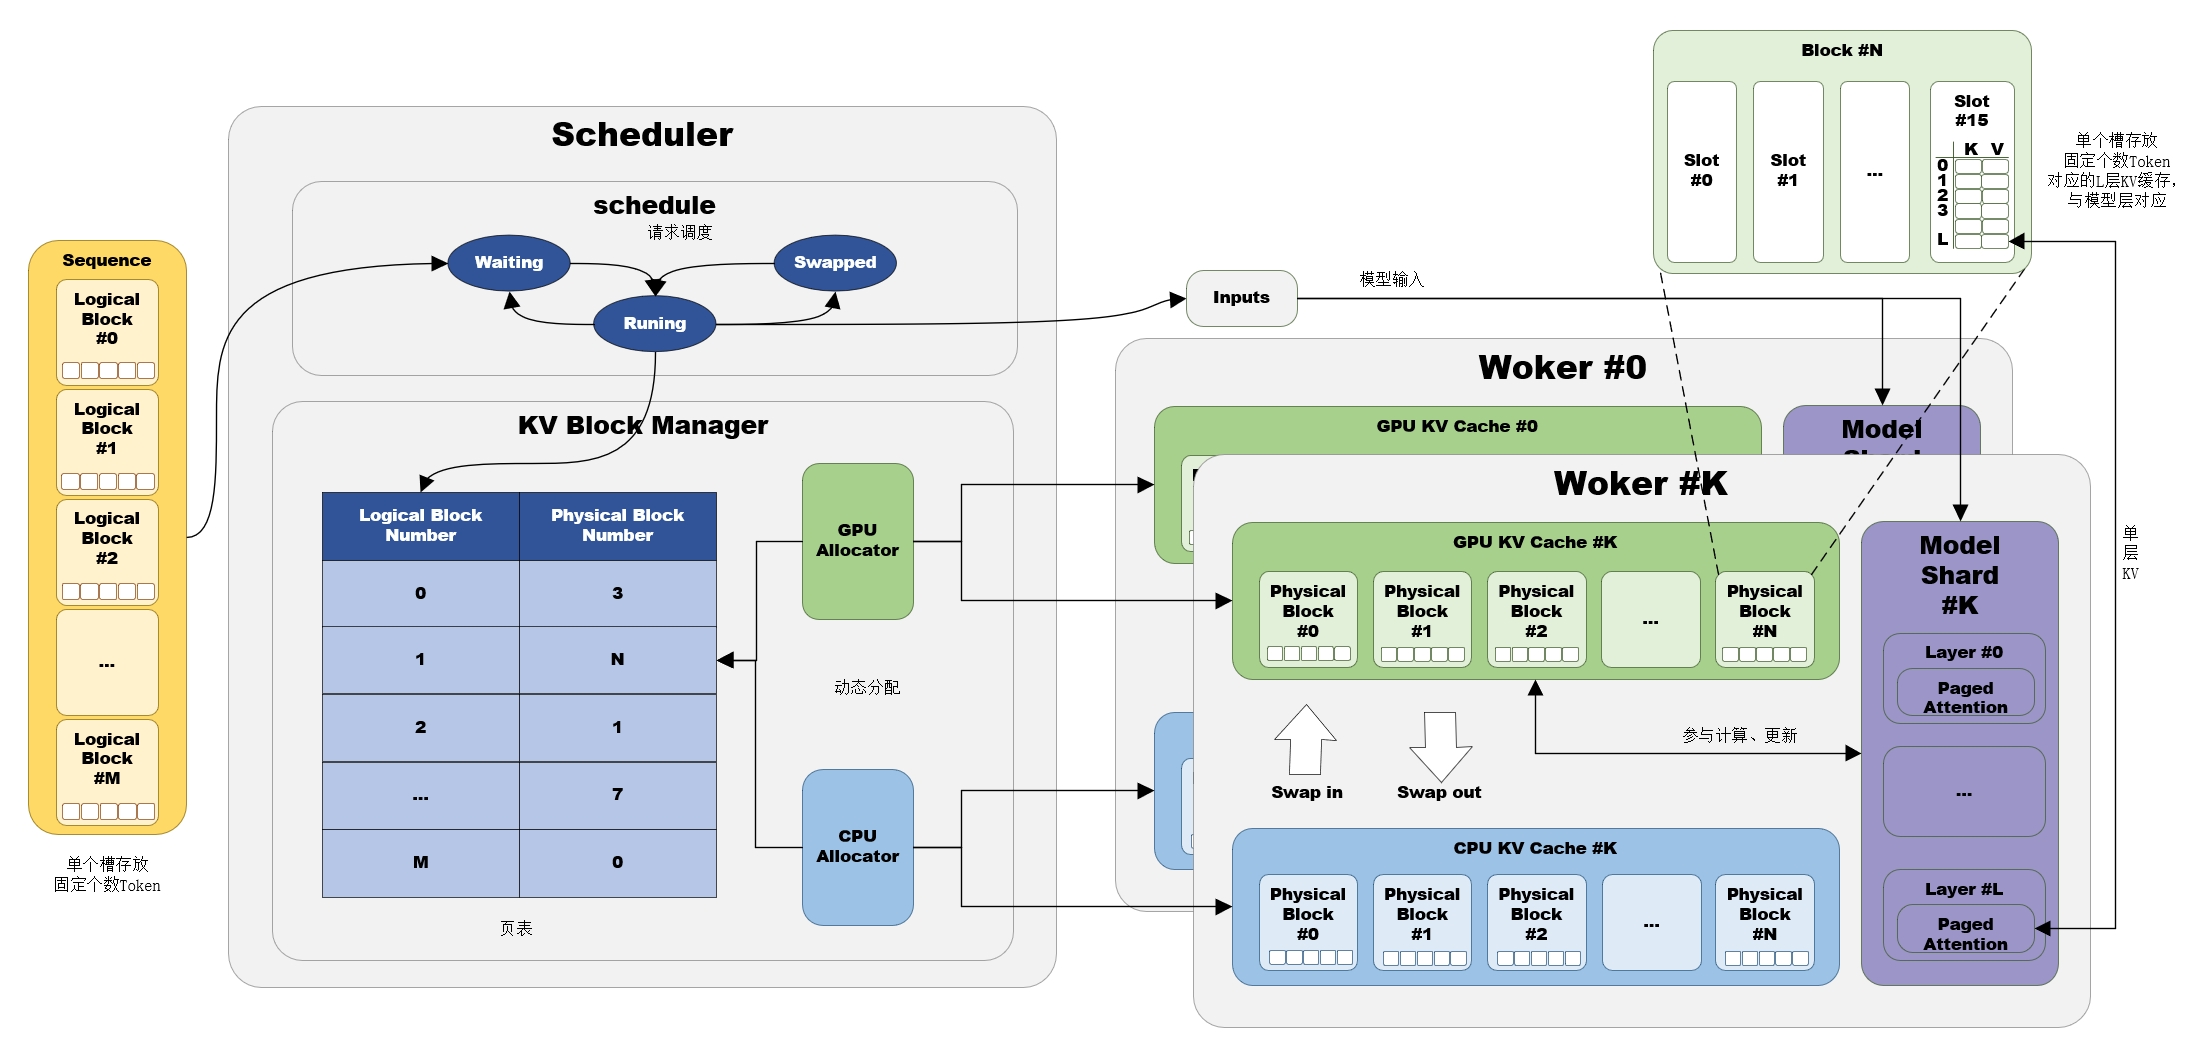 Sequence
Logical
Block
#0
Logical
Block
#1
Logical
Block
#2
...
Logical
Block
#M
单个槽存放
固定个数Token
Scheduler
schedule
请求调度
Waiting
Swapped
Runing
KV Block Manager
Logical Block
Number
Physical Block
Number
0
3
1
N
2
1
...
7
M
0
页表
GPU
Allocator
动态分配
CPU
Allocator
Inputs
模型输入
Woker #0
GPU KV Cache #0
Model
Woker #K
GPU KV Cache #K
Physical
Block
#0
Physical
Block
#1
Physical
Block
#2
...
Physical
Block
#N
Swap in
Swap out
参与计算、更新
CPU KV Cache #K
Physical
Block
#0
Physical
Block
#1
Physical
Block
#2
...
Physical
Block
#N
Model
Shard
#K
Layer #0
Paged
Attention
...
Layer #L
Paged
Attention
Block #N
Slot
#0
Slot
#1
...
Slot
#15
K V
0
1
2
3
L
单个槽存放
固定个数Token
对应的L层KV缓存,
与模型层对应
单
层
KV